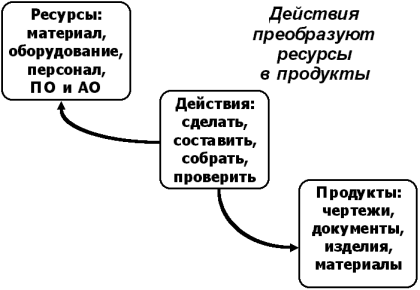 Ресурсы:
материал,
оборудование,
персонал,
ПО и АО
Действия
преобразуют
ресурсы
в продукты
Действия:
сделать,
составить,
собрать,
проверить
Продукты:
чертежи,
документы,
изделия,
материалы